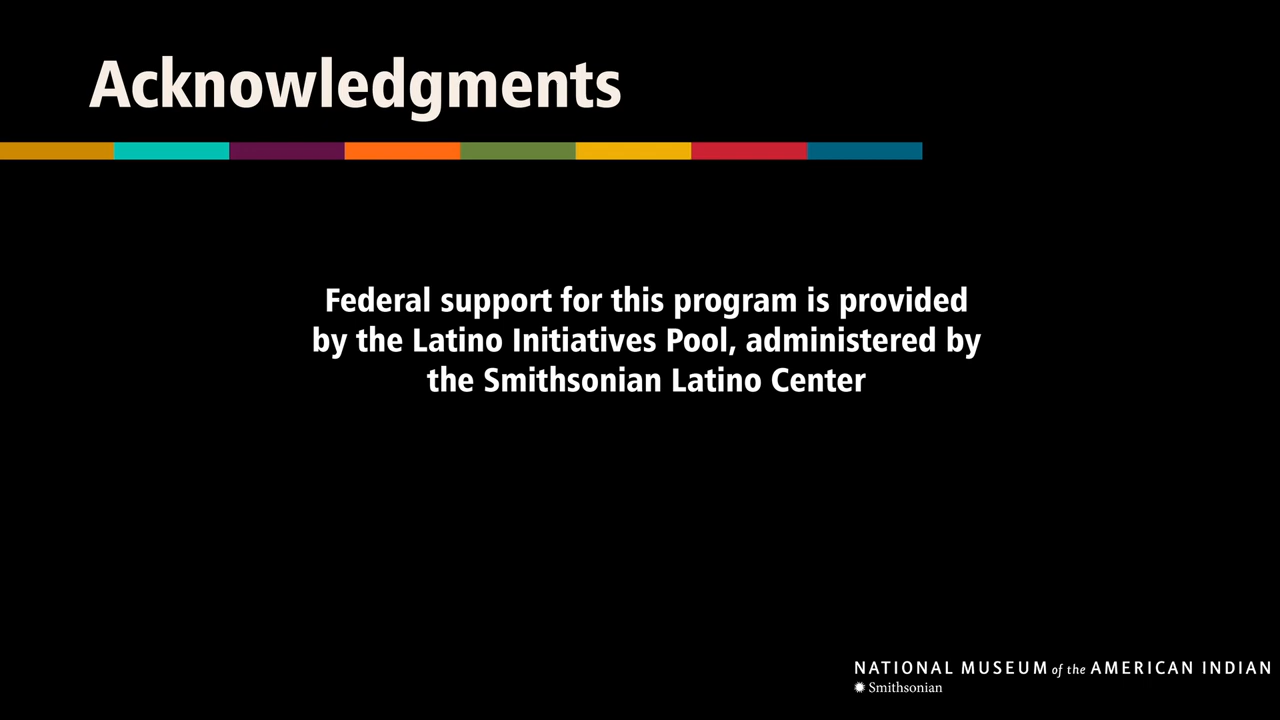 Acknowledgments
Federal support for this program is provided
by the Latino Initiatives Pool, administered by
the Smithsonian Latino Center
NATIONAL MUSEUM of the AMERICAN INDIAN
Smithsonian